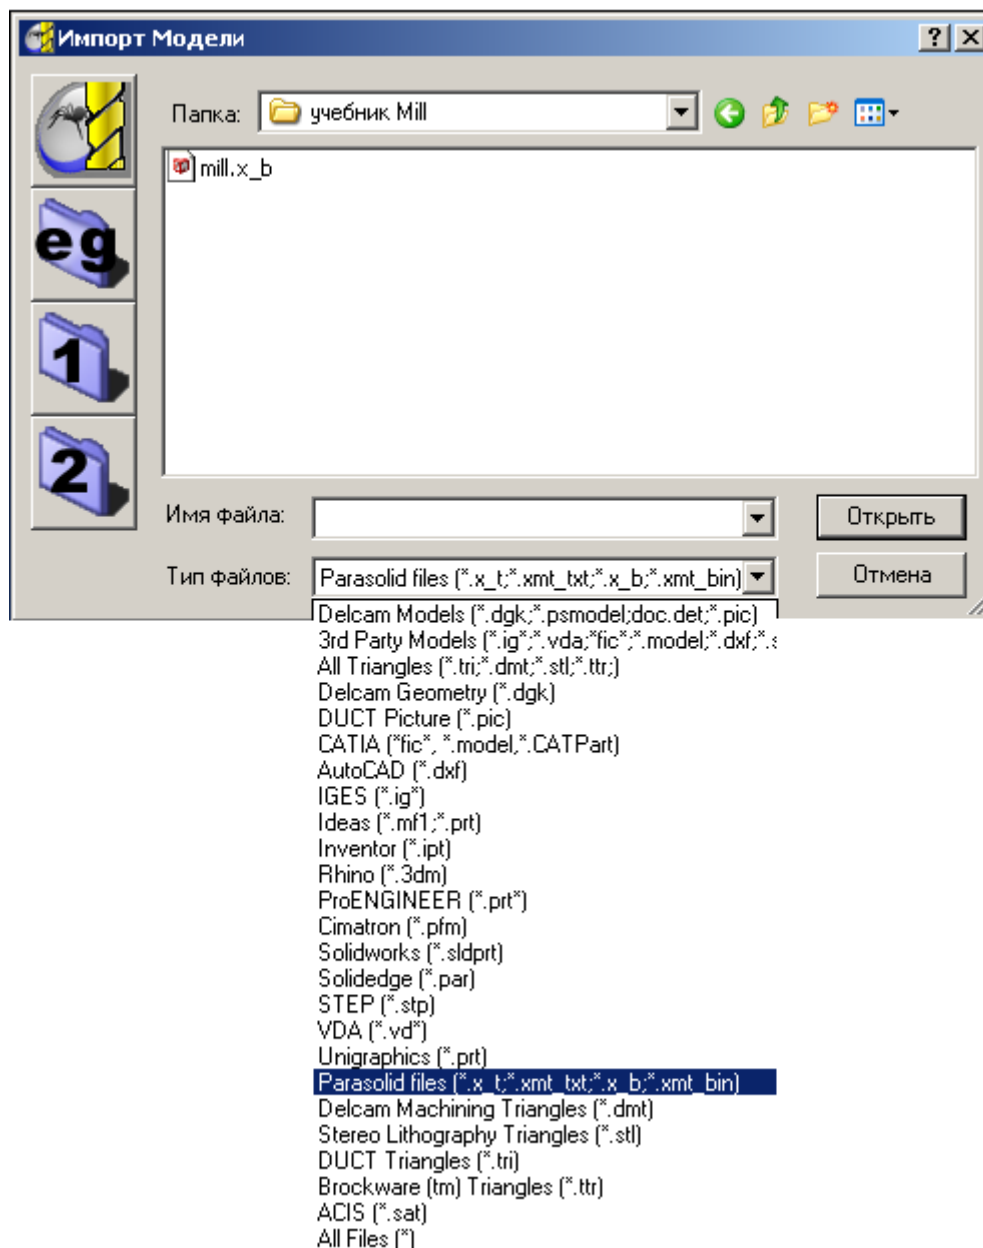 Импорт Модели
Папка: учебник Mill
mill.x_b
eg
1
2
Имя файла:
Открыть
Тип файлов: Parasolid files (*.x_t;*.xmt_txt;*.x_b;*.xmt_bin)
Отмена
Delcam Models (*.dgk;*.psmodel;doc.det;*.pic)
3rd Party Models (*.ig*;*.vda;*fic*;*.model;*.dxf;*.s
All Triangles (*.tri;*.dmt;*.stl;*.ttr;)
Delcam Geometry (*.dgk)
DUCT Picture (*.pic)
CATIA (*fic*, *.model,*.CATPart)
AutoCAD (*.dxf)
IGES (*.ig*)
Ideas (*.mf1;*.prt)
Inventor (*.ipt)
Rhino (*.3dm)
ProENGINEER (*.prt*)
Cimatron (*.pfm)
Solidworks (*.sldprt)
Solidedge (*.par)
STEP (*.stp)
VDA (*.vd*)
Unigraphics (*.prt)
Parasolid files (*.x_t;*.xmt_txt;*.x_b;*.xmt_bin)
Delcam Machining Triangles (*.dmt)
Stereo Lithography Triangles (*.stl)
DUCT Triangles (*.tri)
Brockware (tm) Triangles (*.ttr)
ACIS (*.sat)
All Files (*)